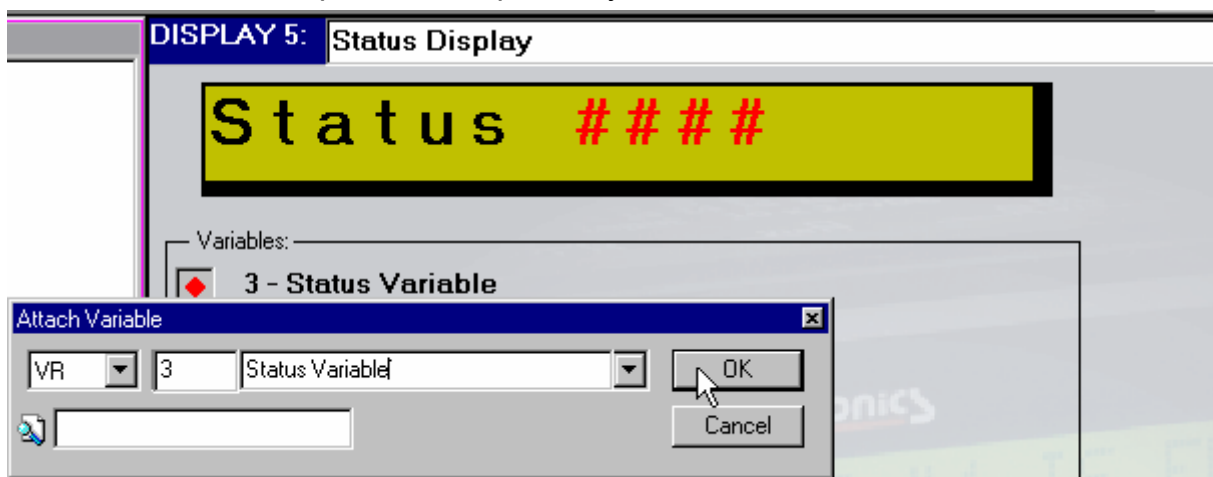 DISPLAY 5: Status Display
Status ####
Variables:
3 - Status Variable
Attach Variable
VR 3 Status Variable OK
Cancel